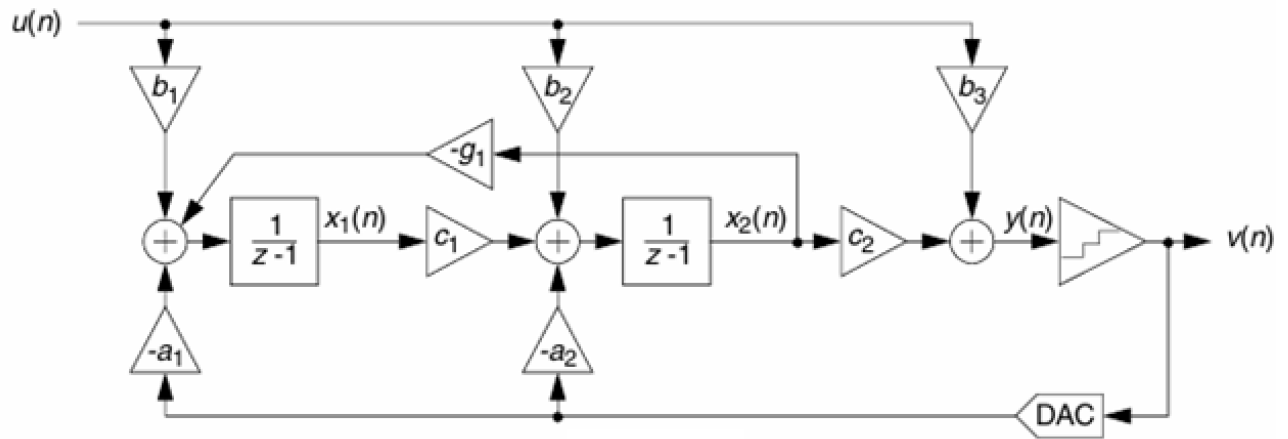 u(n)
b₁
b₂
b₃
-g₁
1
z -1
x₁(n)
c₁
1
z -1
x₂(n)
c₂
y(n)
v(n)
-a₁
-a₂
DAC